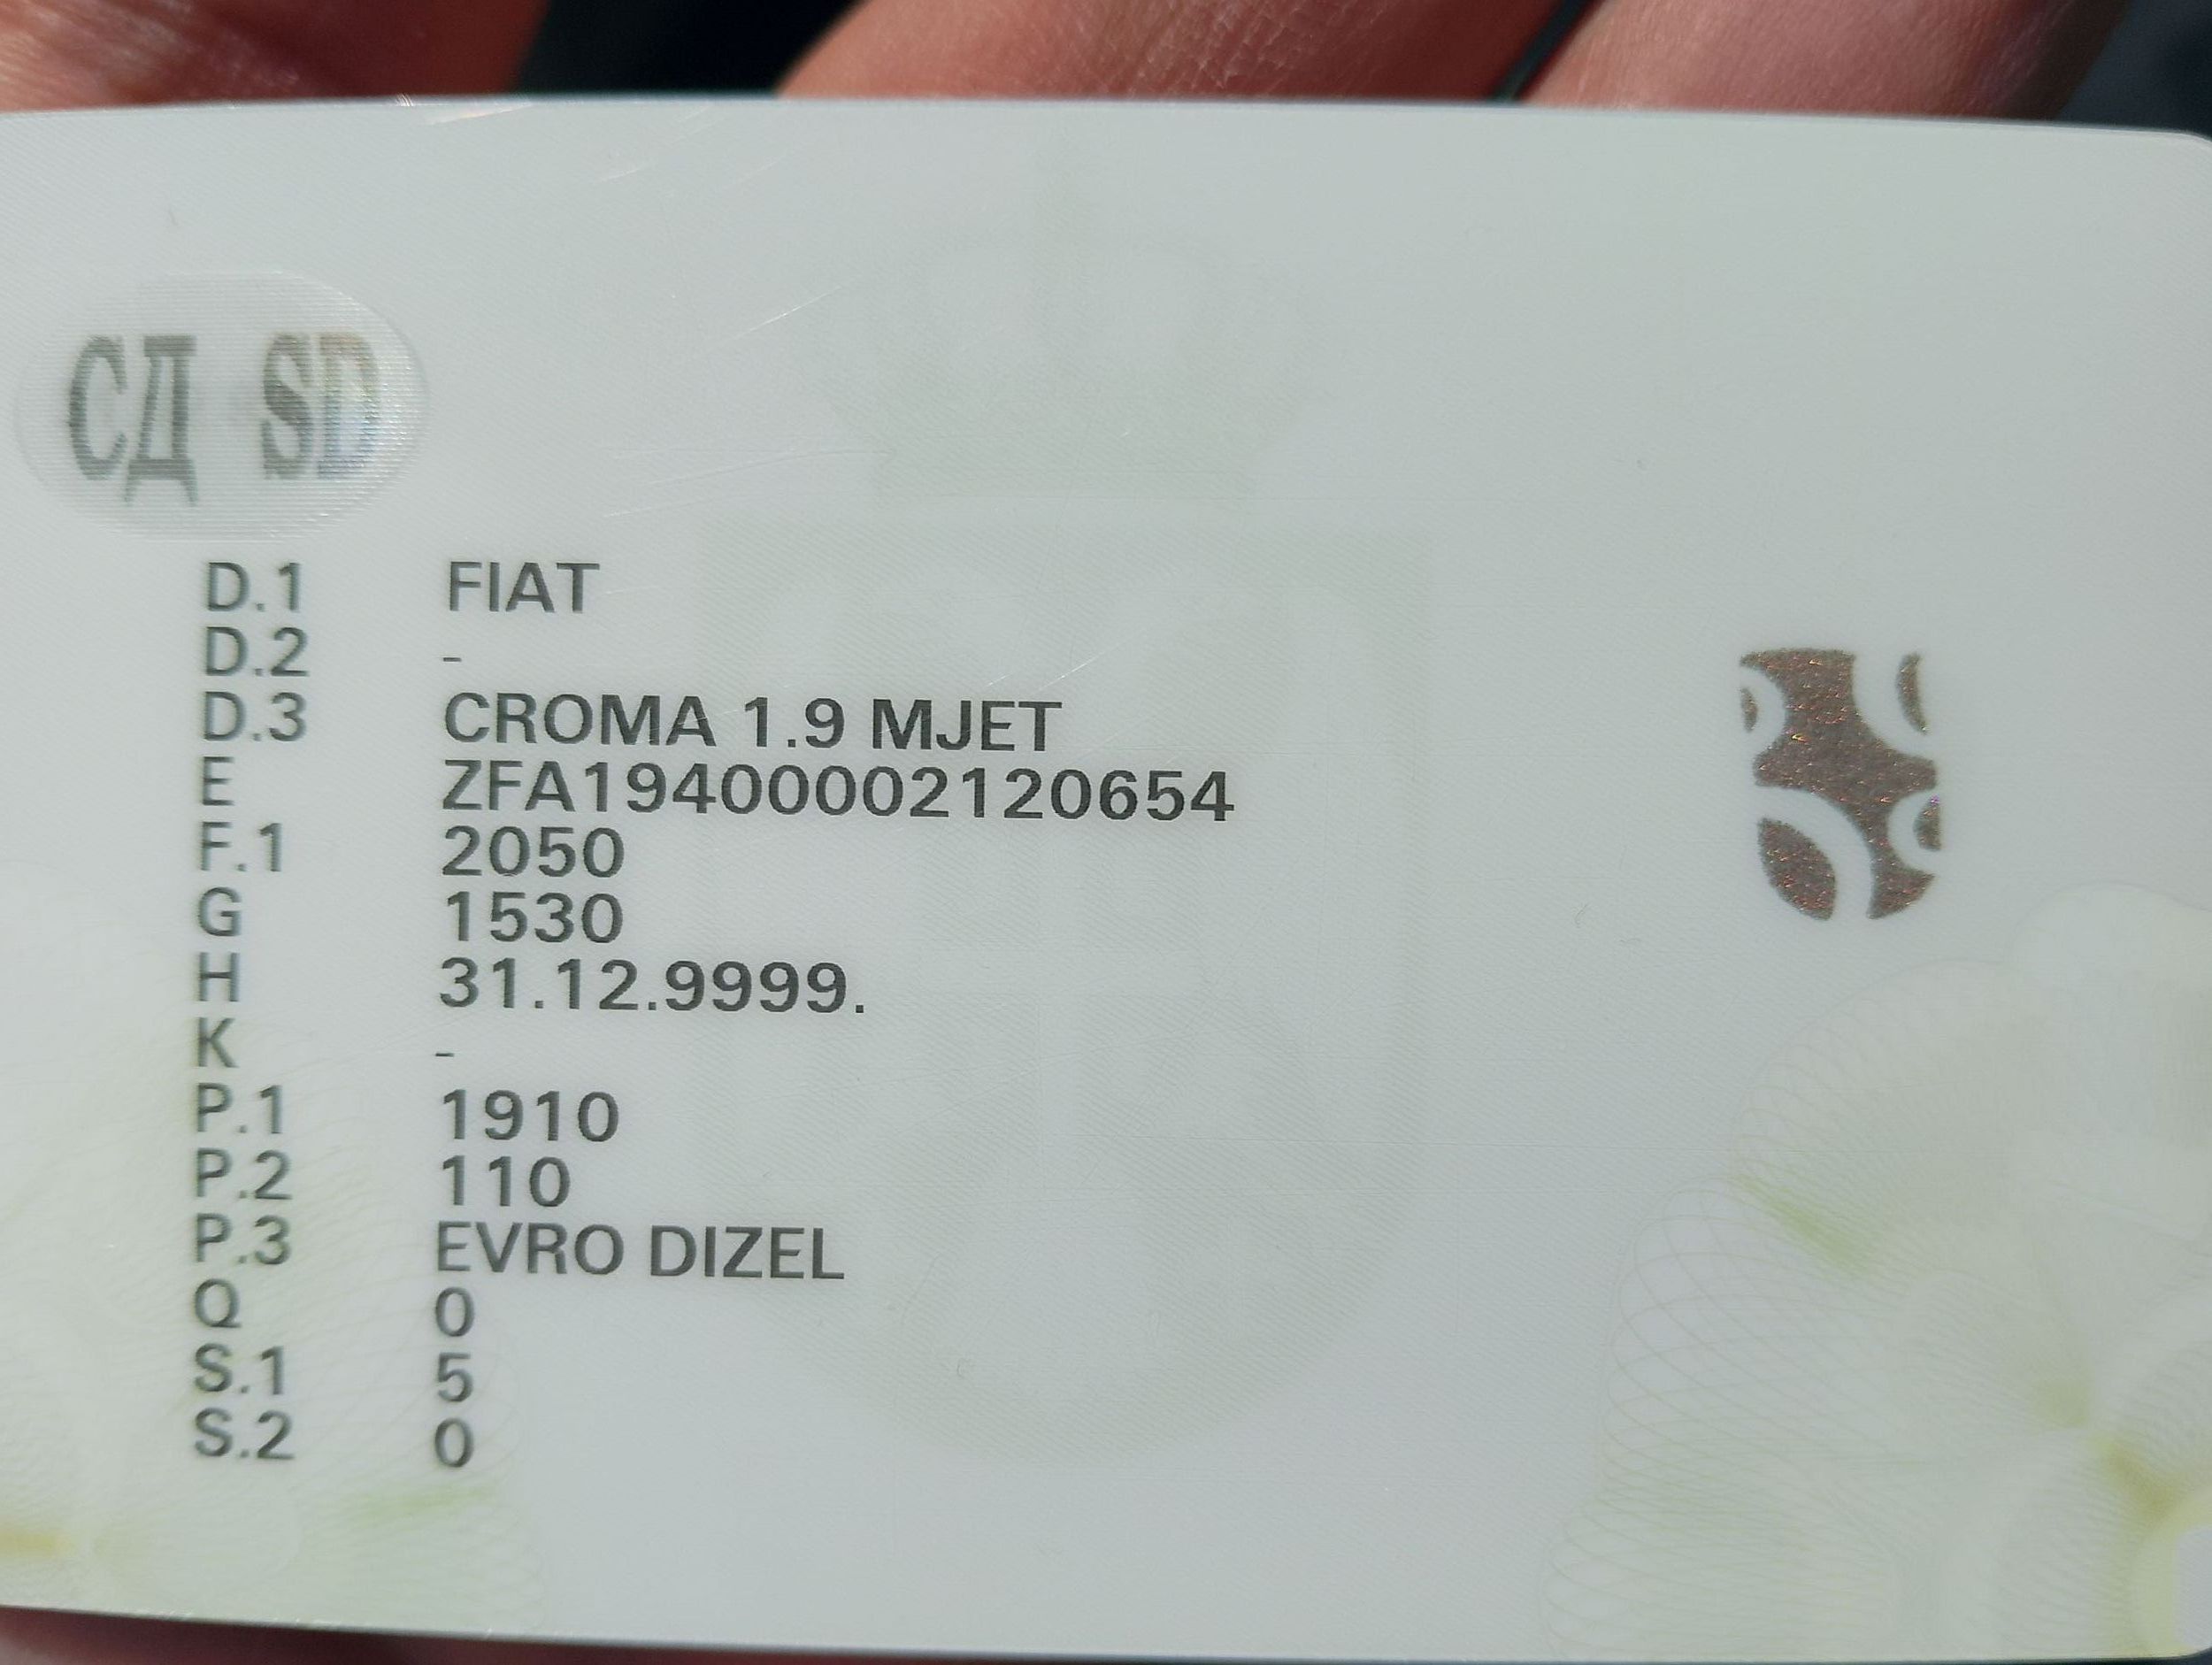 СД SD
D.1 FIAT
D.2 -
D.3 CROMA 1.9 MJET
E ZFA19400002120654
F.1 2050
G 1530
H 31.12.9999.
K -
P.1 1910
P.2 110
P.3 EVRO DIZEL
Q 0
S.1 5
S.2 0